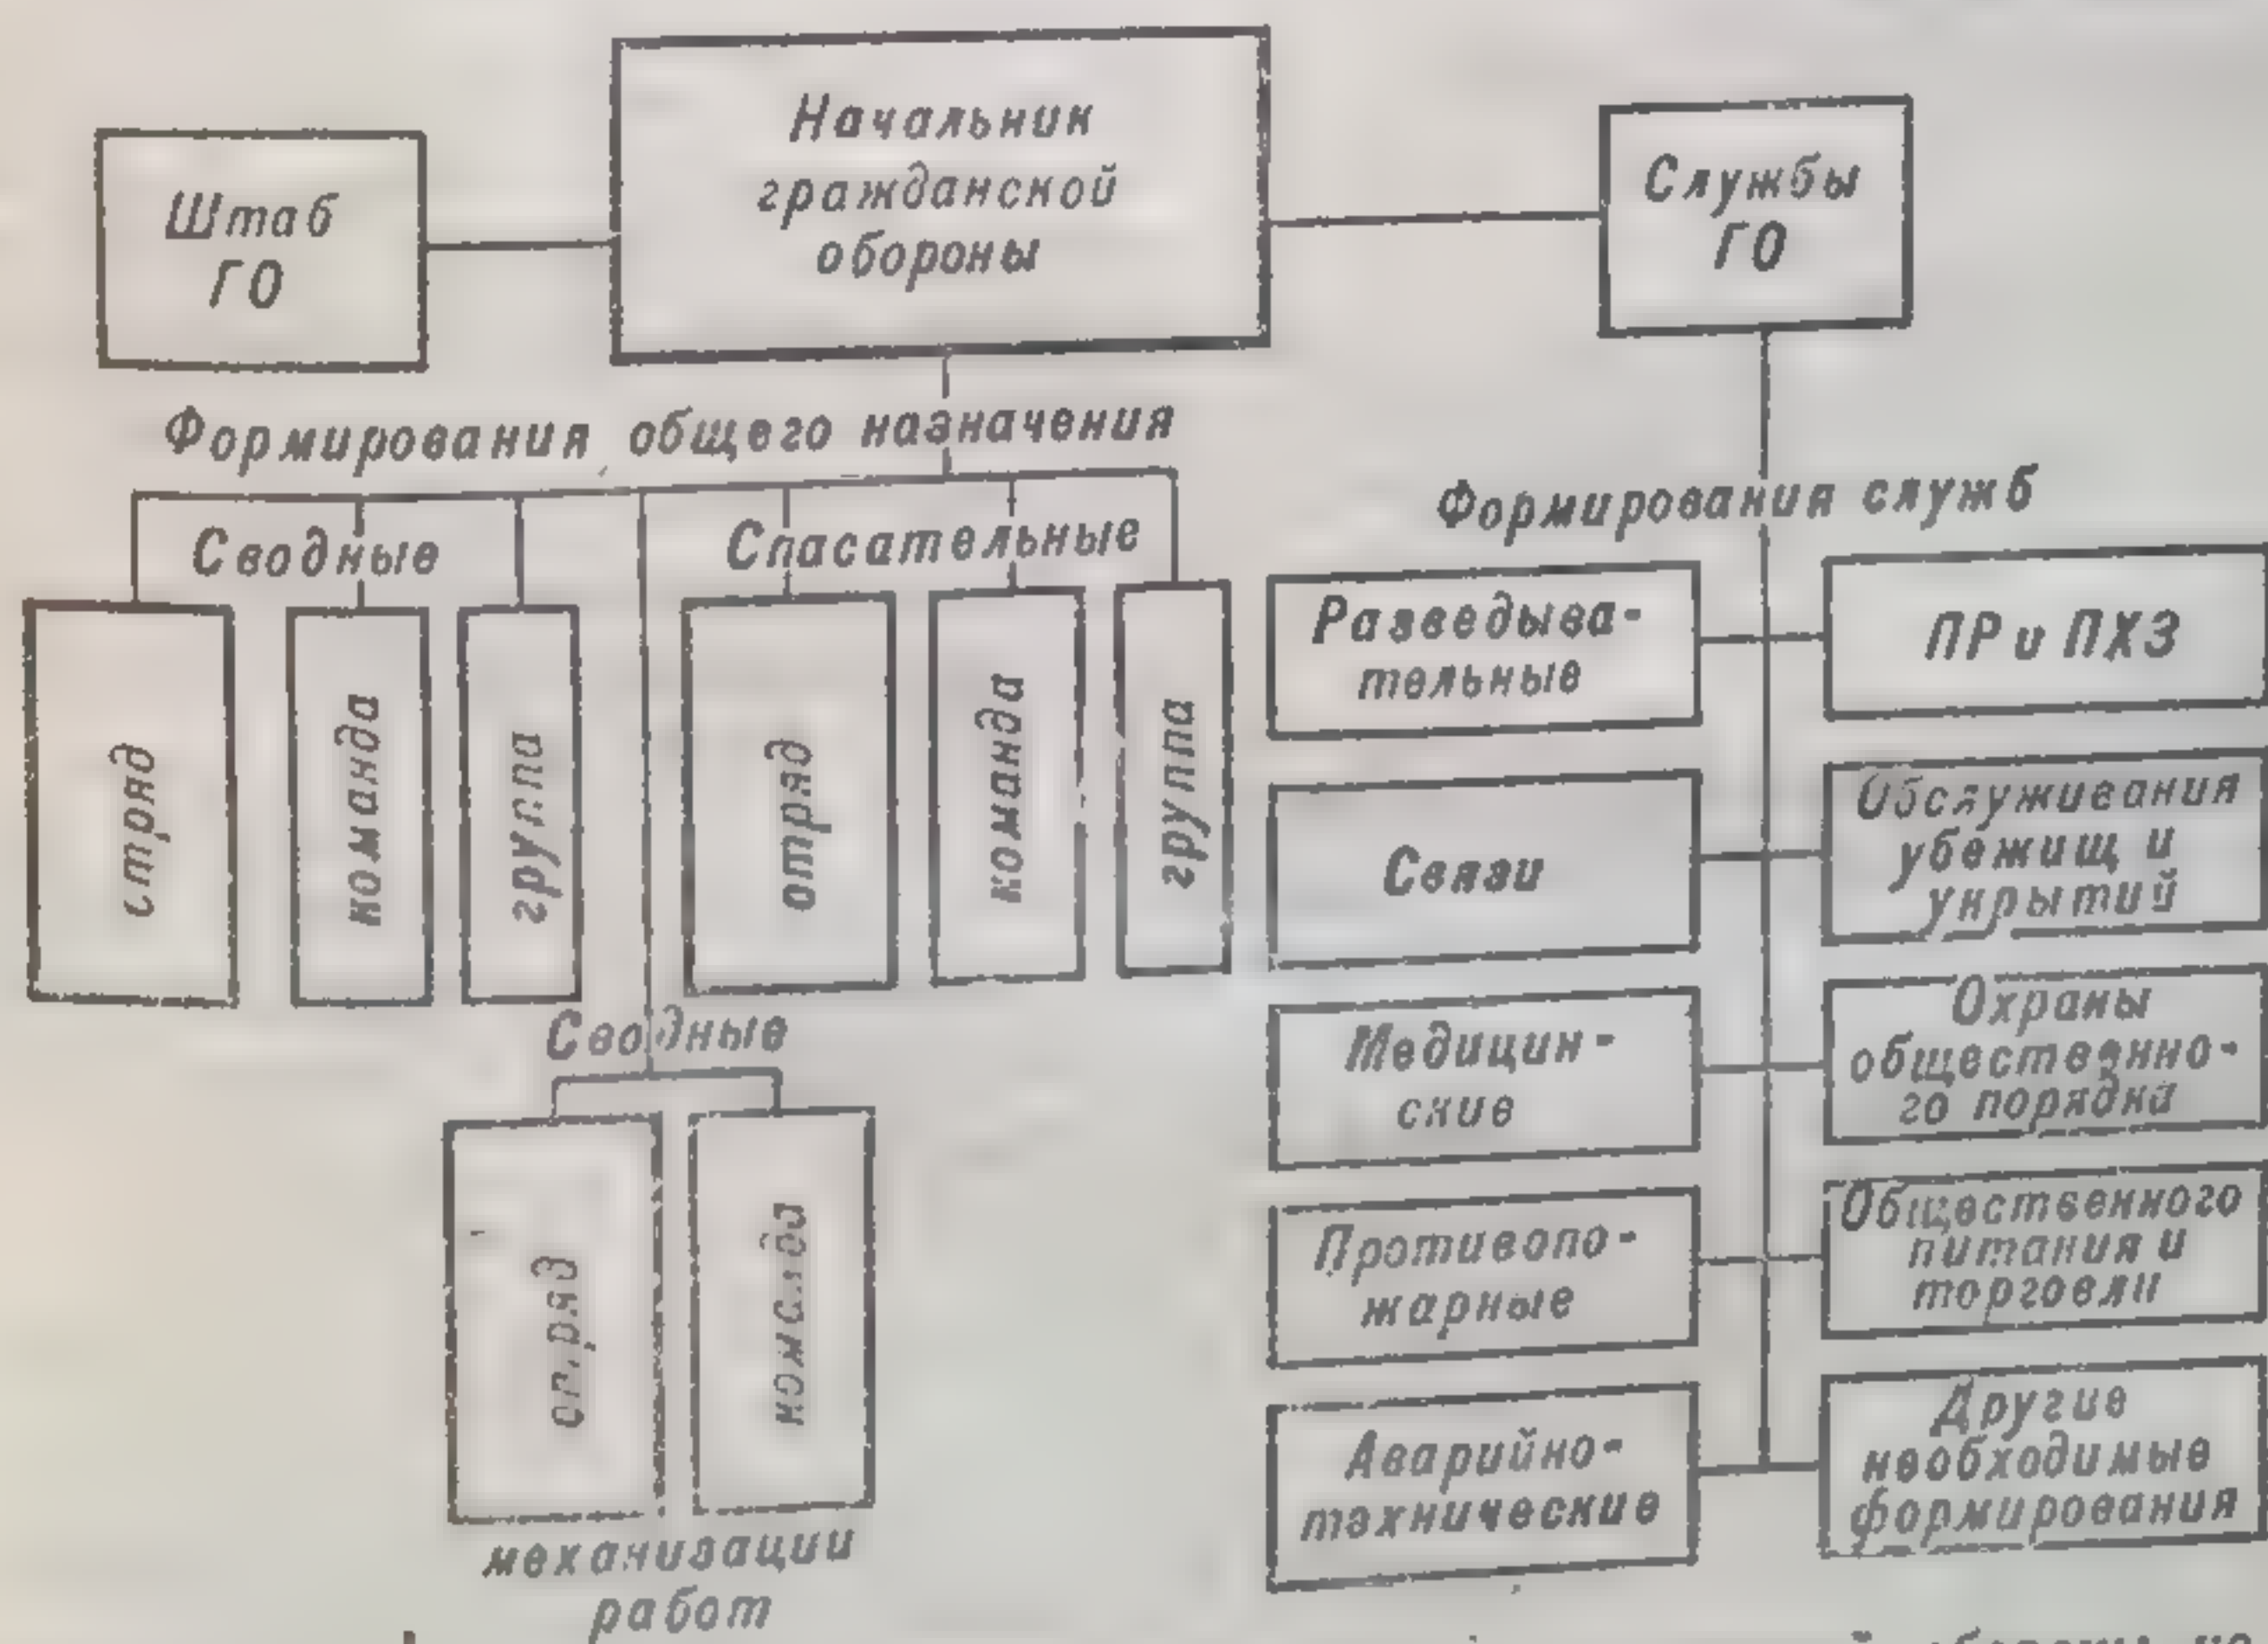 Начальник
гражданской
обороны
Штаб
ГО
Службы
ГО
Формирования общего назначения
Сводные
Спасательные
отряд
команда
группа
отряд
команда
группа
Сводные
отряд
команда
механизации
работ
Формирования служб
Разведыва-
тельные
ПР и ПХЗ
Связи
Обслуживания
убежищ и
укрытий
Медицин-
ские
Охраны
общественно-
го порядка
Противопо-
жарные
Общественного
питания и
торговли
Аварийно-
технические
Другие
необходимые
формирования